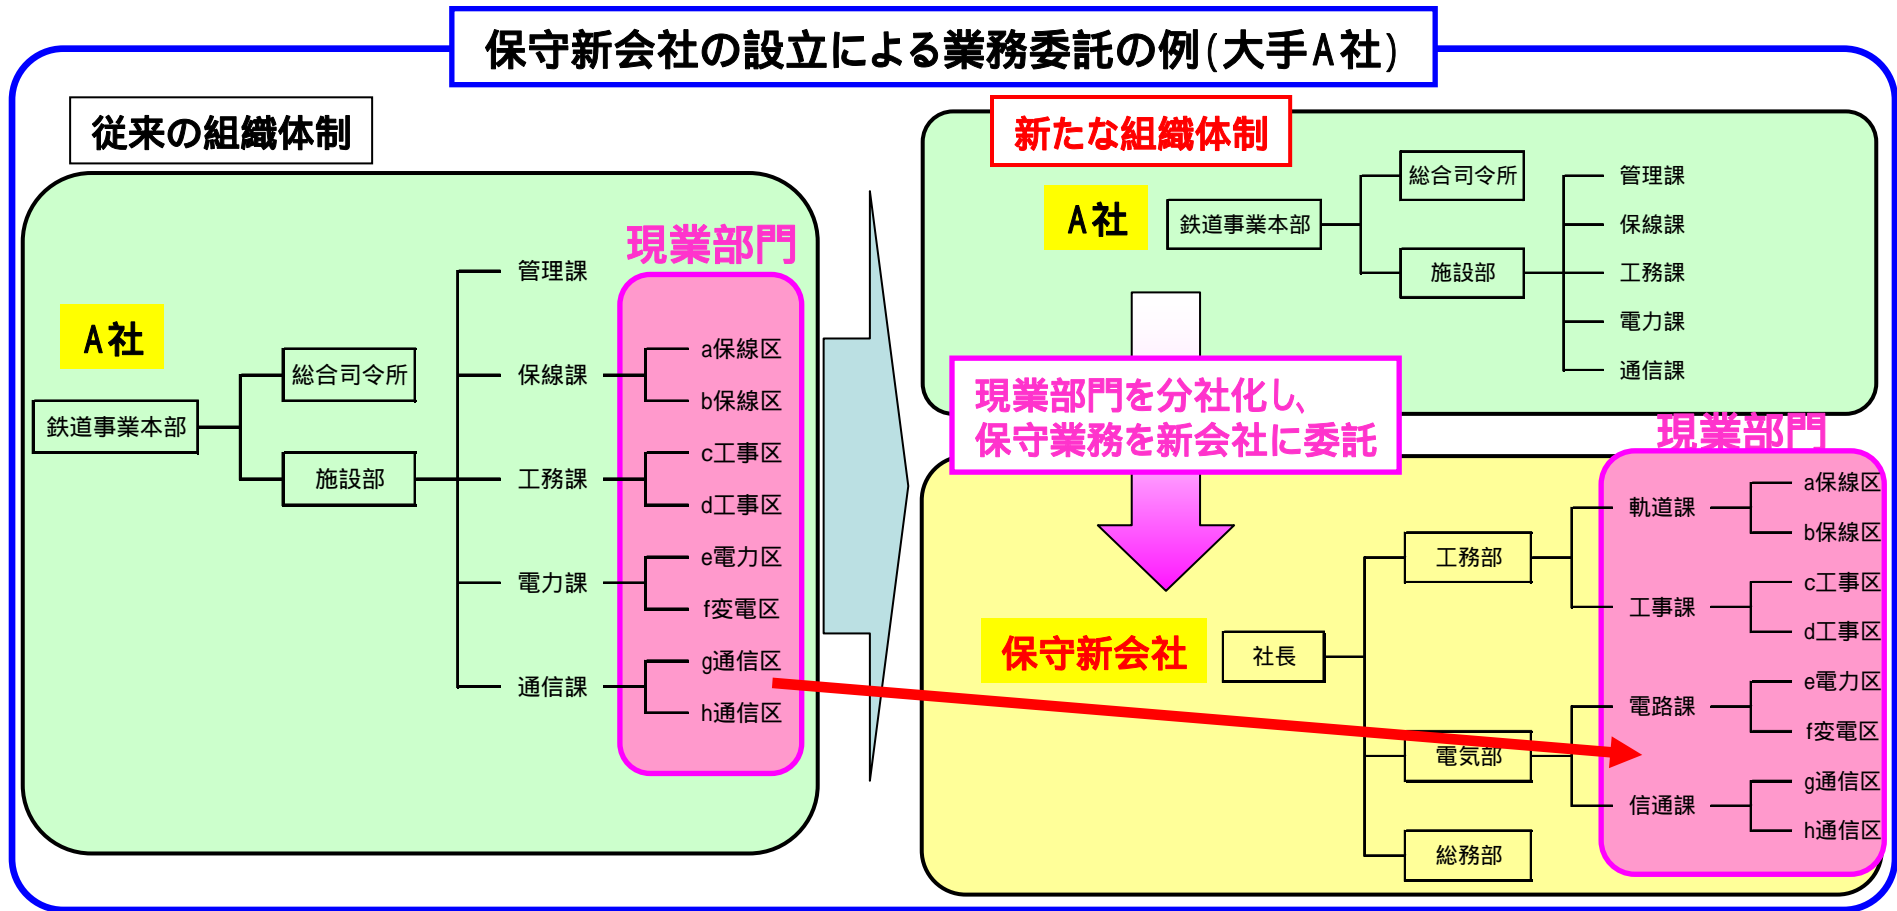 保守新会社の設立による業務委託の例(大手A社)
従来の組織体制
現業部門
A社
鉄道事業本部
総合司令所
施設部
管理課
保線課
工務課
電力課
通信課
a保線区
b保線区
c工事区
d工事区
e電力区
f変電区
g通信区
h通信区
新たな組織体制
A社
鉄道事業本部
総合司令所
施設部
管理課
保線課
工務課
電力課
通信課
現業部門を分社化し、
保守業務を新会社に委託
現業部門
保守新会社
社長
工務部
電気部
総務部
軌道課
工事課
電路課
信通課
a保線区
b保線区
c工事区
d工事区
e電力区
f変電区
g通信区
h通信区